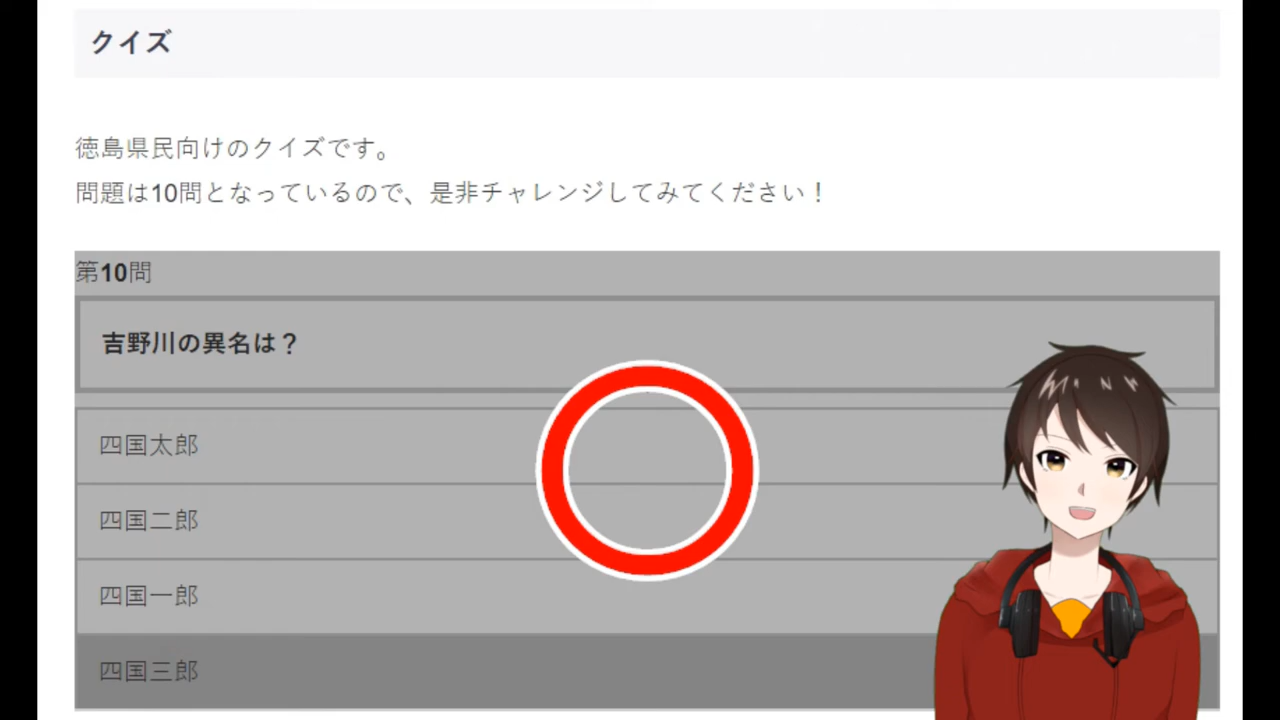 クイズ
徳島県民向けのクイズです。
問題は10問となっているので、是非チャレンジしてみてください！
第10問
吉野川の異名は？
四国太郎
四国二郎
四国一郎
四国三郎